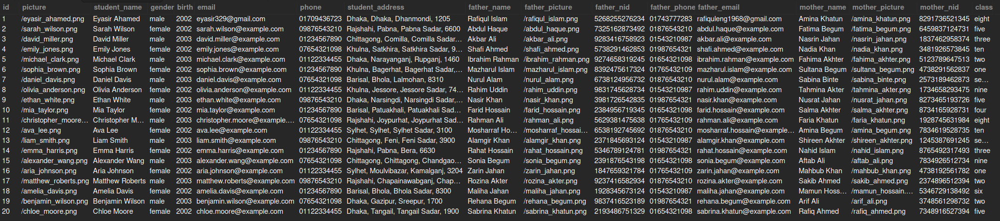 id picture student_name gender birth email phone student_address father_name father_picture father_nid father_phone father_email mother_name mother_picture mother_nid class
1 /eyasir_ahamed.png Eyasir Ahamed male 2002 eyasir329@gmail.com 01709436723 Dhaka, Dhaka, Dhanmondi, 1205 Rafiqul Islam /rafiqul_islam.png 5268255276234 01743777283 rafiquleng1968@gmail.com Amina Khatun /amina_khatun.png 8291736521345 eight
2 /sarah_wilson.png Sarah Wilson female 2002 sarah.wilson@example.com 09876543210 Rajshahi, Pabna, Pabna Sadar, 6600 Abdul Haque /abdul_haque.png 7325162873492 01876543210 abdul.haque@example.com Fatima Begum /fatima_begum.png 6459837124731 five
3 /david_miller.png David Miller male 2002 david.miller@example.com 01234567890 Chittagong, Comilla, Comilla Sadar... Akbar Ali /akbar_ali.png 9283416758923 01543210987 akbar.ali@example.com Nasrin Jahan /nasrin_jahan.png 1837462958374 three
4 /emily_jones.png Emily Jones female 2002 emily.jones@example.com 07654321098 Khulna, Satkhira, Satkhira Sadar, 9... Shafi Ahmed /shafi_ahmed.png 5738291462853 01987654321 shafi.ahmed@example.com Nadia Khan /nadia_khan.png 3481926573845 ten
5 /michael_clark.png Michael Clark male 2003 michael.clark@example.com 01122334455 Dhaka, Narayanganj, Rupganj, 1460 Ibrahim Rahman /ibrahim_rahman.png 9274658319245 01654321098 ibrahim.rahman@example.com Fahima Akhter /fahima_akhter.png 5123789647513 two
6 /sophia_brown.png Sophia Brown female 2002 sophia.brown@example.com 01234567890 Khulna, Bagerhat, Bagerhat Sadar,... Mazharul Islam /mazharul_islam.png 8392475617324 01765432109 mazharul.islam@example.com Sultana Begum /sultana_begum.png 4738291562837 one
7 /daniel_davis.png Daniel Davis male 2003 daniel.davis@example.com 07654321098 Barisal, Bhola, Lalmohan, 8310 Nurul Alam /nurul_alam.png 6738124956732 01876543210 nurul.alam@example.com Sabina Binte /sabina_binte.png 2573189462873 se...
8 /olivia_anderson.png Olivia Anderson female 2002 olivia.anderson@example.com 01122334455 Khulna, Jessore, Jessore Sadar, 74... Rahim Uddin /rahim_uddin.png 9831745628734 01543210987 rahim.uddin@example.com Tahmina Akter /tahmina_akter.png 1734658293475 nine
9 /ethan_white.png Ethan White male 2003 ethan.white@example.com 09876543210 Dhaka, Narsingdi, Narsingdi Sadar,... Nasir Khan /nasir_khan.png 3981726542835 01987654321 nasir.khan@example.com Nusrat Jahan /nusrat_jahan.png 8273465193726 five
10 /mia_taylor.png Mia Taylor female 2002 mia.taylor@example.com 01234567890 Barisal, Patuakhali, Patuakhali Sad... Farid Hossain /farid_hossain.png 2384956719345 01654321098 farid.hossain@example.com Salma Akhter /salma_akhter.png 8734165928731 four
11 /christopher_moore... Christopher M... male 2003 christopher.moore@example.... 07654321098 Rajshahi, Joypurhat, Joypurhat Sad... Rahman Ali /rahman_ali.png 5629381475638 01765432109 rahman.ali@example.com Faria Khatun /faria_khatun.png 1928745631984 eight
12 /ava_lee.png Ava Lee female 2002 ava.lee@example.com 01122334455 Sylhet, Sylhet, Sylhet Sadar, 3100 Mosharraf Ho... /mosharraf_hossai... 6538192745692 01876543210 mosharraf.hossain@example... Amina Begum /amina_begum.png 7834619528735 ten
13 /liam_smith.png Liam Smith male 2003 liam.smith@example.com 09876543210 Chittagong, Feni, Feni Sadar, 3900 Alamgir Khan /alamgir_khan.png 2371845693124 01543210987 alamgir.khan@example.com Shireen Akhter /shireen_akhter.png 1245387691245 se...
14 /emma_harris.png Emma Harris female 2002 emma.harris@example.com 01234567890 Rajshahi, Pabna, Bera, 6630 Rahat Hossain /rahat_hossain.png 5346789124781 01987654321 rahat.hossain@example.com Nahid Islam /nahid_islam.png 8765492317493 three
15 /alexander_wang.png Alexander Wang male 2003 alexander.wang@example.com 07654321098 Chittagong, Chittagong, Chandgao... Sonia Begum /sonia_begum.png 2391876543198 01654321098 sonia.begum@example.com Aftab Ali /aftab_ali.png 7834926512734 nine
16 /aria_johnson.png Aria Johnson female 2002 aria.johnson@example.com 01122334455 Sylhet, Moulvibazar, Kamalganj, 3204 Zarin Jahan /zarin_jahan.png 1847659321784 01765432109 zarin.jahan@example.com Mahbub Khan /mahbub_khan.png 4738192561782 one
17 /matthew_roberts.png Matthew Roberts male 2003 matthew.roberts@example.com 09876543210 Rajshahi, Chapainawabganj, Chap... Rozina Akter /rozina_akter.png 9237416582934 01876543210 rozina.akter@example.com Sakib Ahmed /sakib_ahmed.png 2374896512394 two
18 /amelia_davis.png Amelia Davis female 2002 amelia.davis@example.com 01234567890 Barisal, Bhola, Bhola Sadar, 8300 Maliha Jahan /maliha_jahan.png 1928345673124 01543210987 maliha.jahan@example.com Mamun Hoss... /mamun_hossain.... 5346729138492 six
19 /benjamin_wilson.png Benjamin Wilson male 2003 benjamin.wilson@example.com 07654321098 Dhaka, Gazipur, Sreepur, 1700 Rehana Begum /rehana_begum.png 9837416523189 01987654321 rehana.begum@example.com Arif Ali /arif_ali.png 3748561298732 two
20 /chloe_moore.png Chloe Moore female 2002 chloe.moore@example.com 01122334455 Dhaka, Tangail, Tangail Sadar, 1900 Sabrina Khatun /sabrina_khatun.png 2193486751329 01654321098 sabrina.khatun@example.com Rafiq Ahmed /rafiq_ahmed.png 7348916527394 five